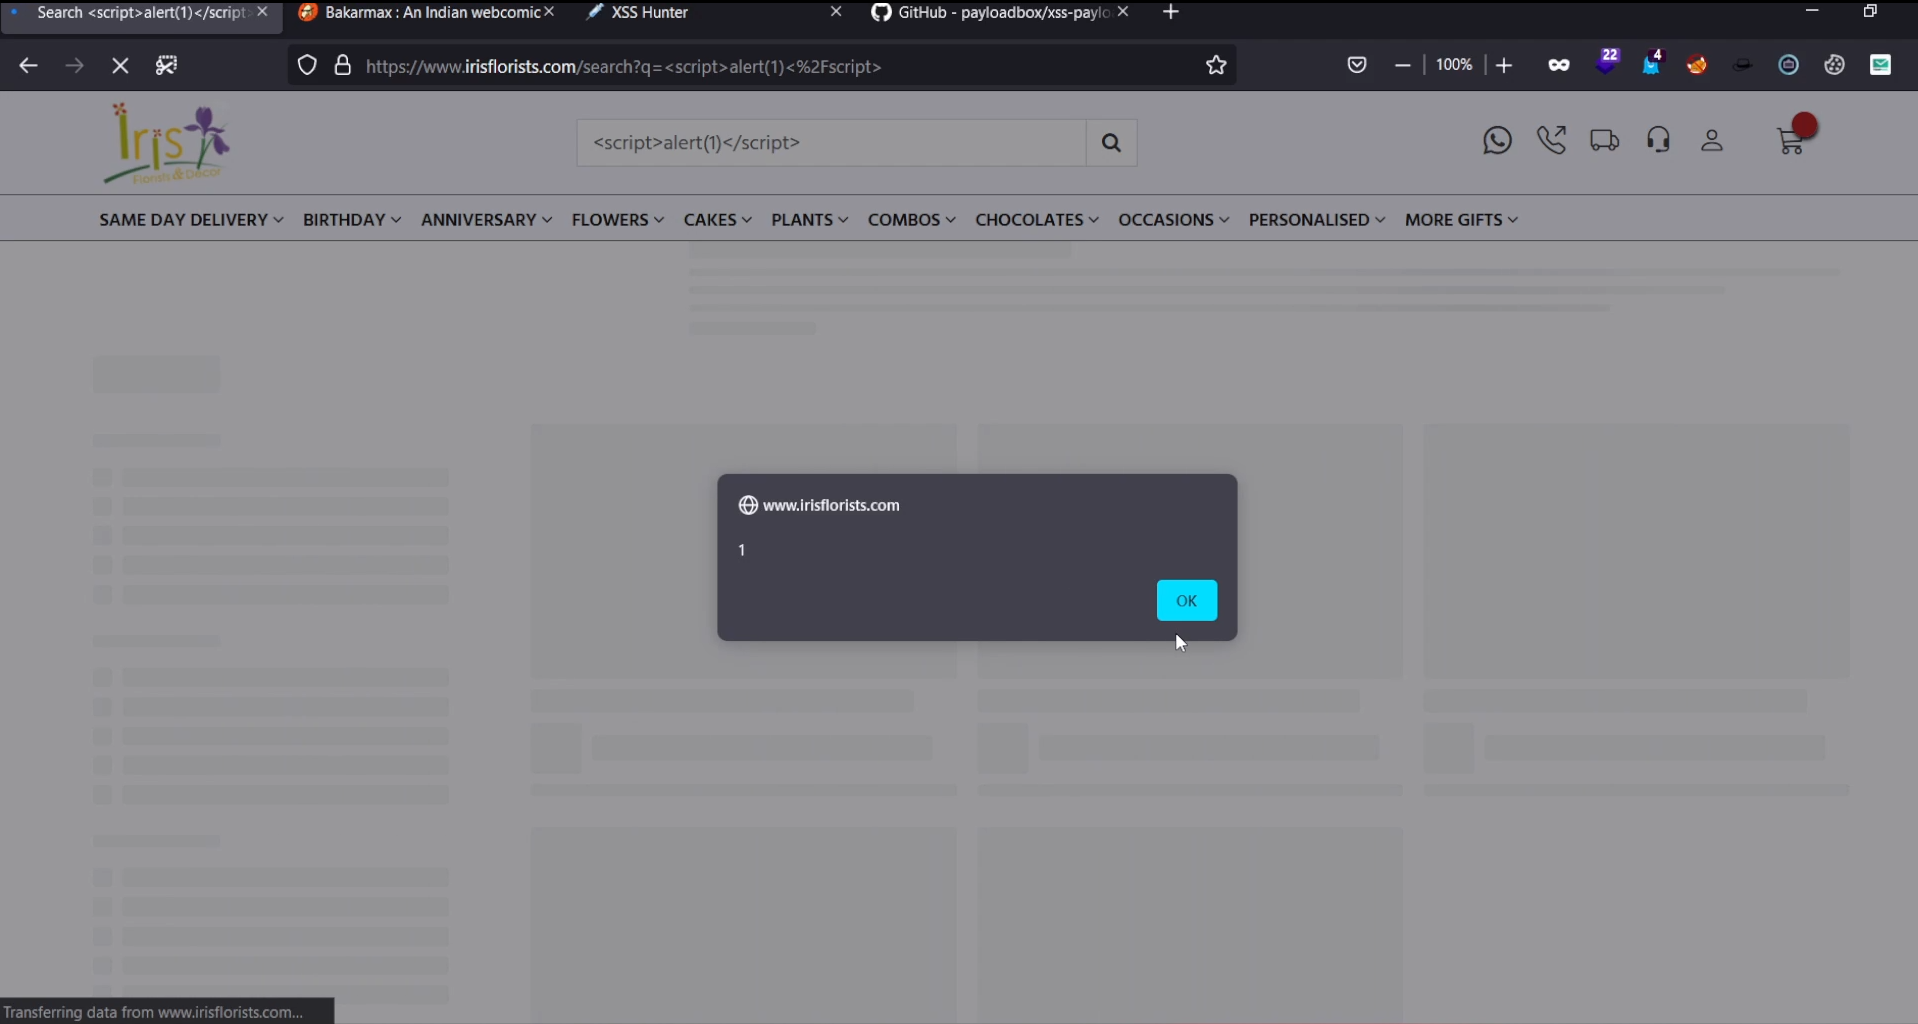 Search <script>alert(1)</script>
Bakarmax : An Indian webcomic
XSS Hunter
GitHub - payloadbox/xss-paylo
https://www.irisflorists.com/search?q=<script>alert(1)<%2Fscript>
100%
22
4
Iris
Florists & Decor
<script>alert(1)</script>
SAME DAY DELIVERY BIRTHDAY ANNIVERSARY FLOWERS CAKES PLANTS COMBOS CHOCOLATES OCCASIONS PERSONALISED MORE GIFTS
www.irisflorists.com
1
OK
Transferring data from www.irisflorists.com...